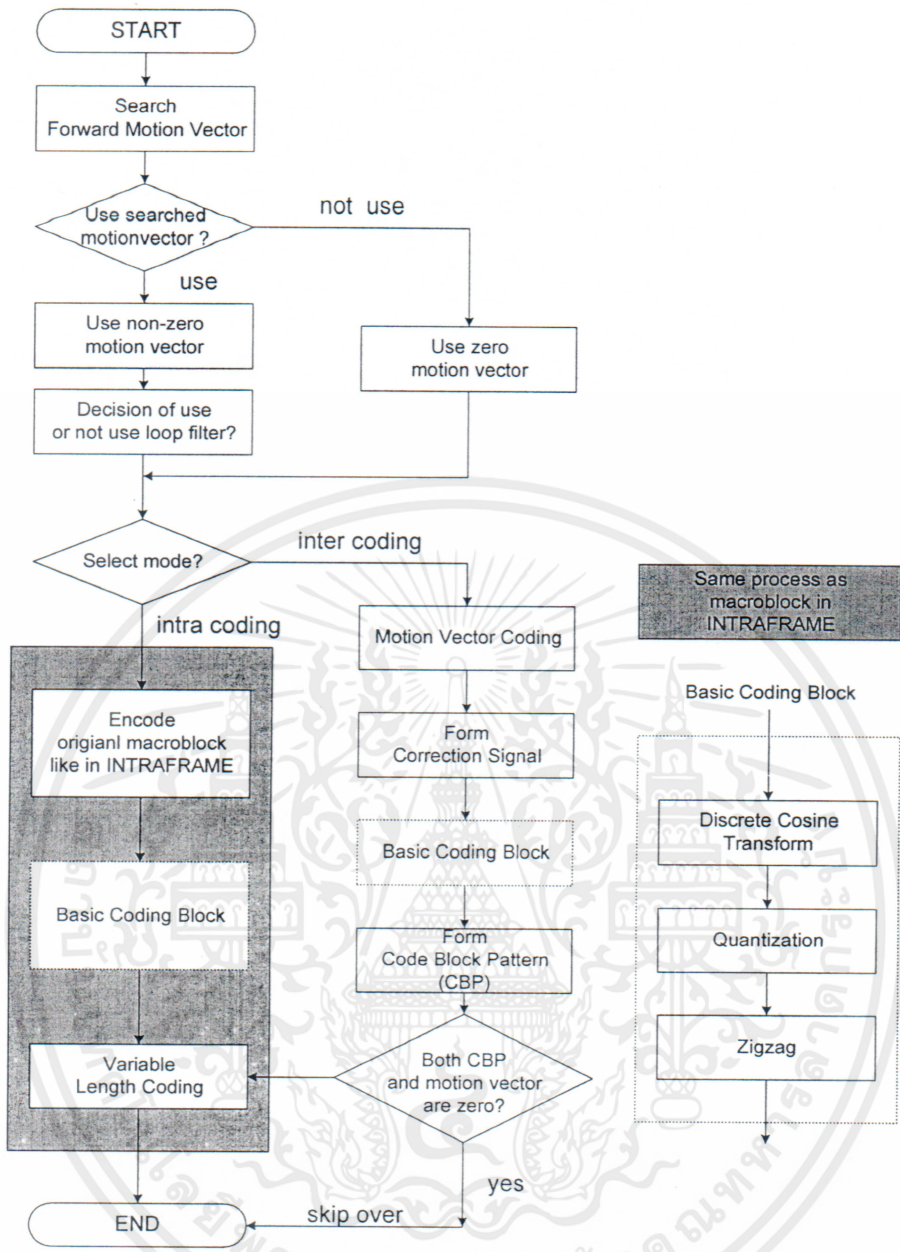 START
Search
Forward Motion Vector
Use searched
motionvector ?
not use
use
Use non-zero
motion vector
Use zero
motion vector
Decision of use
or not use loop filter?
Select mode?
inter coding
intra coding
Same process as
macroblock in
INTRAFRAME
Motion Vector Coding
Encode
origianl macroblock
like in INTRAFRAME
Form
Correction Signal
Basic Coding Block
Basic Coding Block
Basic Coding Block
Discrete Cosine
Transform
Form
Code Block Pattern
(CBP)
Quantization
Variable
Length Coding
Both CBP
and motion vector
are zero?
Zigzag
yes
skip over
END